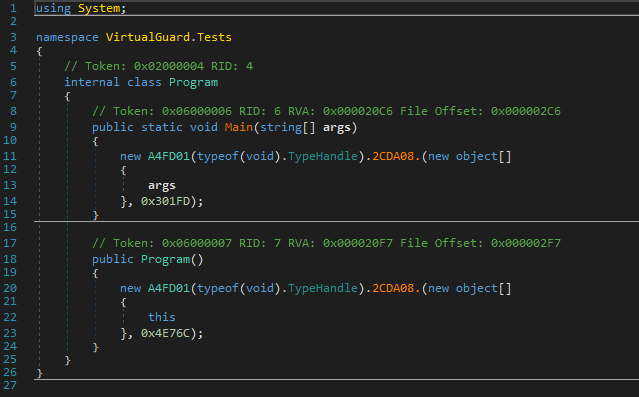 1 using System;
2
3 namespace VirtualGuard.Tests
4 {
5 // Token: 0x02000004 RID: 4
6 internal class Program
7 {
8 // Token: 0x06000006 RID: 6 RVA: 0x000020C6 File Offset: 0x000002C6
9 public static void Main(string[] args)
10 {
11 new A4FD01(typeof(void).TypeHandle).2CDA08.(new object[]
12 {
13 args
14 }, 0x301FD);
15 }
16
17 // Token: 0x06000007 RID: 7 RVA: 0x000020F7 File Offset: 0x000002F7
18 public Program()
19 {
20 new A4FD01(typeof(void).TypeHandle).2CDA08.(new object[]
21 {
22 this
23 }, 0x4E76C);
24 }
25 }
26 }
27